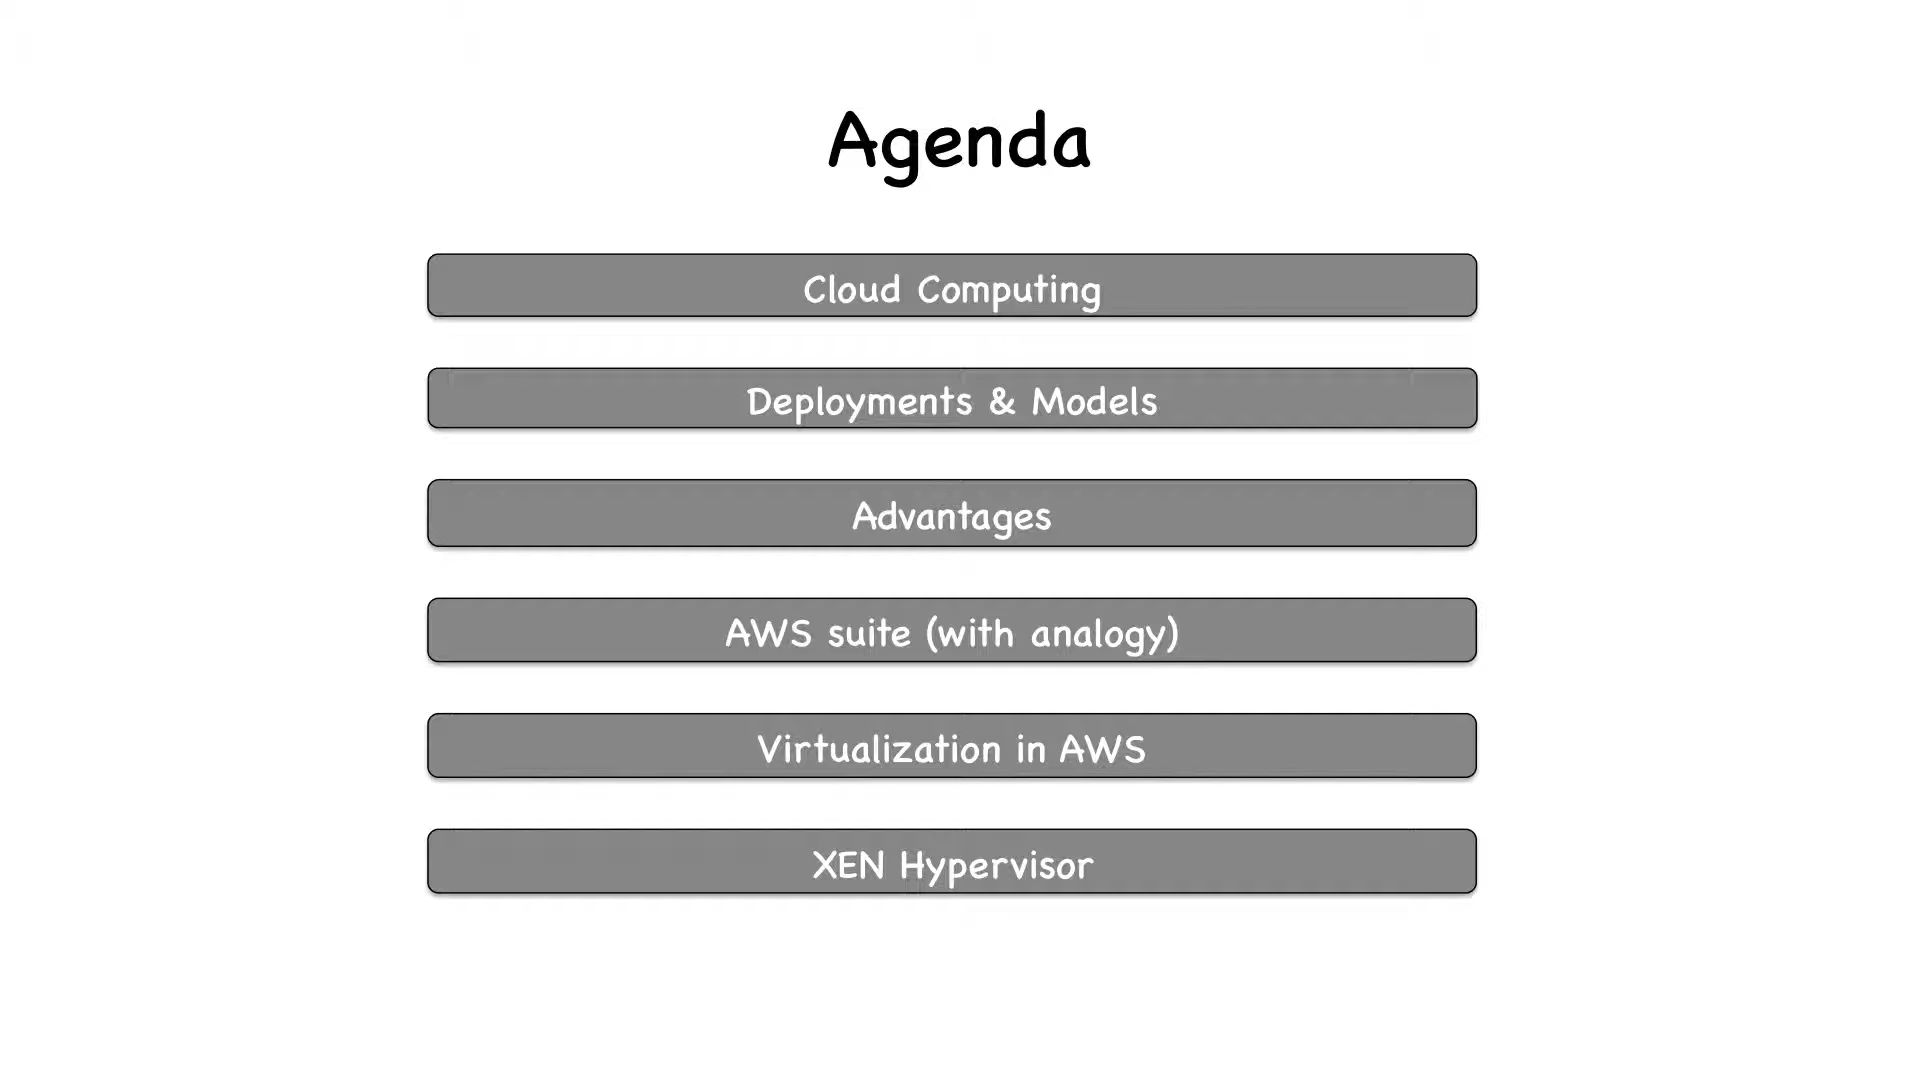 Agenda
Cloud Computing
Deployments & Models
Advantages
AWS suite (with analogy)
Virtualization in AWS
XEN Hypervisor